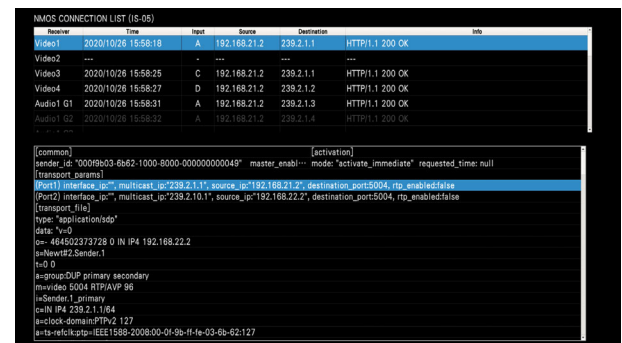 NMOS CONNECTION LIST (IS-05)
Receiver Time Input Source Destination Info
Video1 2020/10/26 15:58:18 A 192.168.21.2 239.2.1.1 HTTP/1.1 200 OK
Video2 --- - --- --- ---
Video3 2020/10/26 15:58:25 C 192.168.21.2 239.2.1.1 HTTP/1.1 200 OK
Video4 2020/10/26 15:58:27 D 192.168.21.2 239.2.1.2 HTTP/1.1 200 OK
Audio1 G1 2020/10/26 15:58:31 A 192.168.21.2 239.2.1.3 HTTP/1.1 200 OK
Audio1 G2 2020/10/26 15:58:32 A 192.168.21.2 239.2.1.4 HTTP/1.1 200 OK
[common] [activation]
sender_id: "000f9b03-6b62-1000-8000-000000000049" master_enabl··· mode: "activate_immediate" requested_time: null
[transport_params]
(Port1) interface_ip:"", multicast_ip:"239.2.1.1", source_ip:"192.168.21.2", destination_port:5004, rtp_enabled:false
(Port2) interface_ip:"", multicast_ip:"239.2.10.1", source_ip:"192.168.22.2", destination_port:5004, rtp_enabled:false
[transport_file]
type: "application/sdp"
data: "v=0
o=- 464502373728 0 IN IP4 192.168.22.2
s=Newt#2.Sender.1
t=0 0
a=group:DUP primary secondary
m=video 5004 RTP/AVP 96
i=Sender.1_primary
c=IN IP4 239.2.1.1/64
a=clock-domain:PTPv2 127
a=ts-refclk:ptp=IEEE1588-2008:00-0f-9b-ff-fe-03-6b-62:127